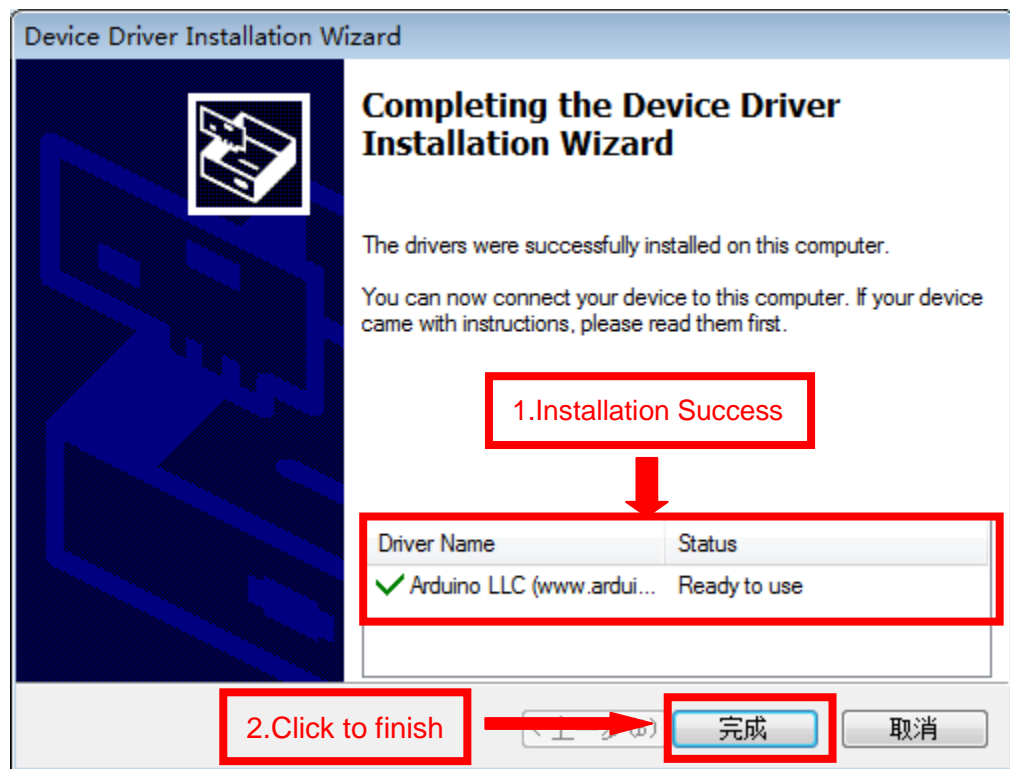 Device Driver Installation Wizard
Completing the Device Driver
Installation Wizard
The drivers were successfully installed on this computer.
You can now connect your device to this computer. If your device
came with instructions, please read them first.
1.Installation Success
Driver Name Status
Arduino LLC (www.ardui... Ready to use
2.Click to finish
完成 取消